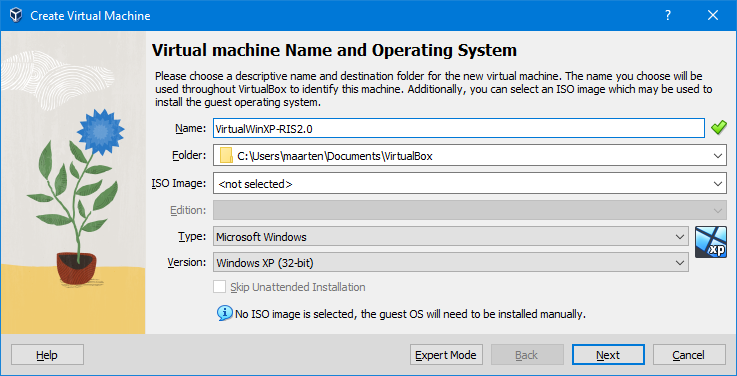 Create Virtual Machine
Virtual machine Name and Operating System
Please choose a descriptive name and destination folder for the new virtual machine. The name you choose will be
used throughout VirtualBox to identify this machine. Additionally, you can select an ISO image which may be used to
install the guest operating system.
Name: VirtualWinXP-RIS2.0
Folder: C:\Users\maarten\Documents\VirtualBox
ISO Image: <not selected>
Edition:
Type: Microsoft Windows
XP
Version: Windows XP (32-bit)
Skip Unattended Installation
No ISO image is selected, the guest OS will need to be installed manually.
Help Expert Mode Back Next Cancel